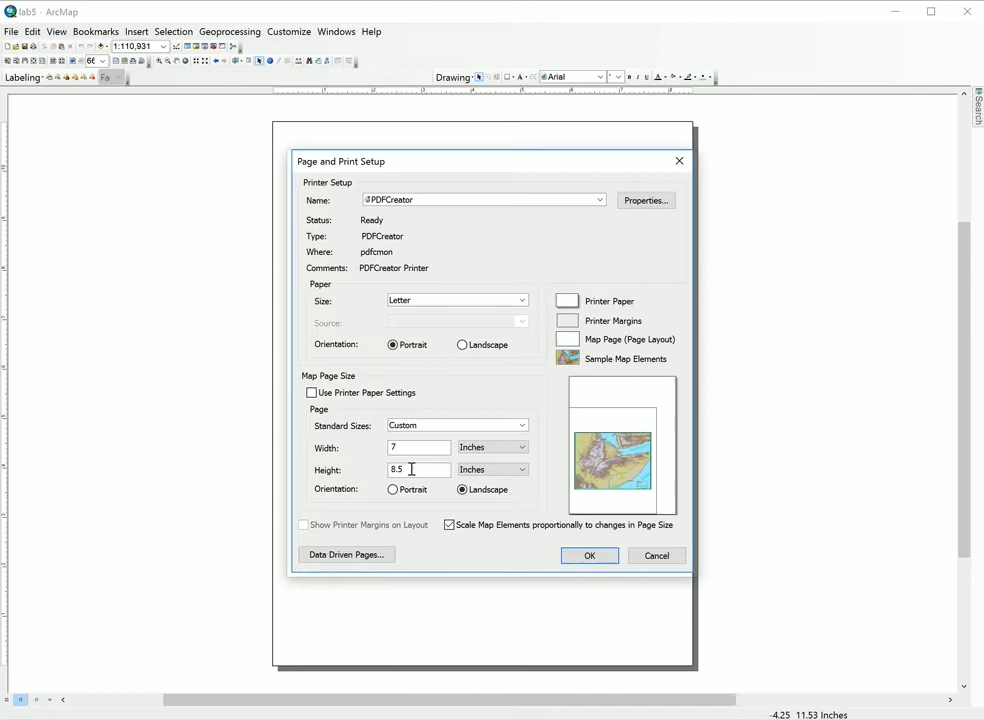 lab5 - ArcMap
File Edit View Bookmarks Insert Selection Geoprocessing Customize Windows Help
1:110,931
66
Labeling Fa Drawing Arial B I U A
Search
Page and Print Setup
Printer Setup
Name: PDFCreator Properties...
Status: Ready
Type: PDFCreator
Where: pdfcmon
Comments: PDFCreator Printer
Paper
Size: Letter
Source:
Orientation: Portrait Landscape
Printer Paper
Printer Margins
Map Page (Page Layout)
Sample Map Elements
Map Page Size
Use Printer Paper Settings
Page
Standard Sizes: Custom
Width: 7 Inches
Height: 8.5 Inches
Orientation: Portrait Landscape
Show Printer Margins on Layout Scale Map Elements proportionally to changes in Page Size
Data Driven Pages... OK Cancel
-4.25 11.53 Inches